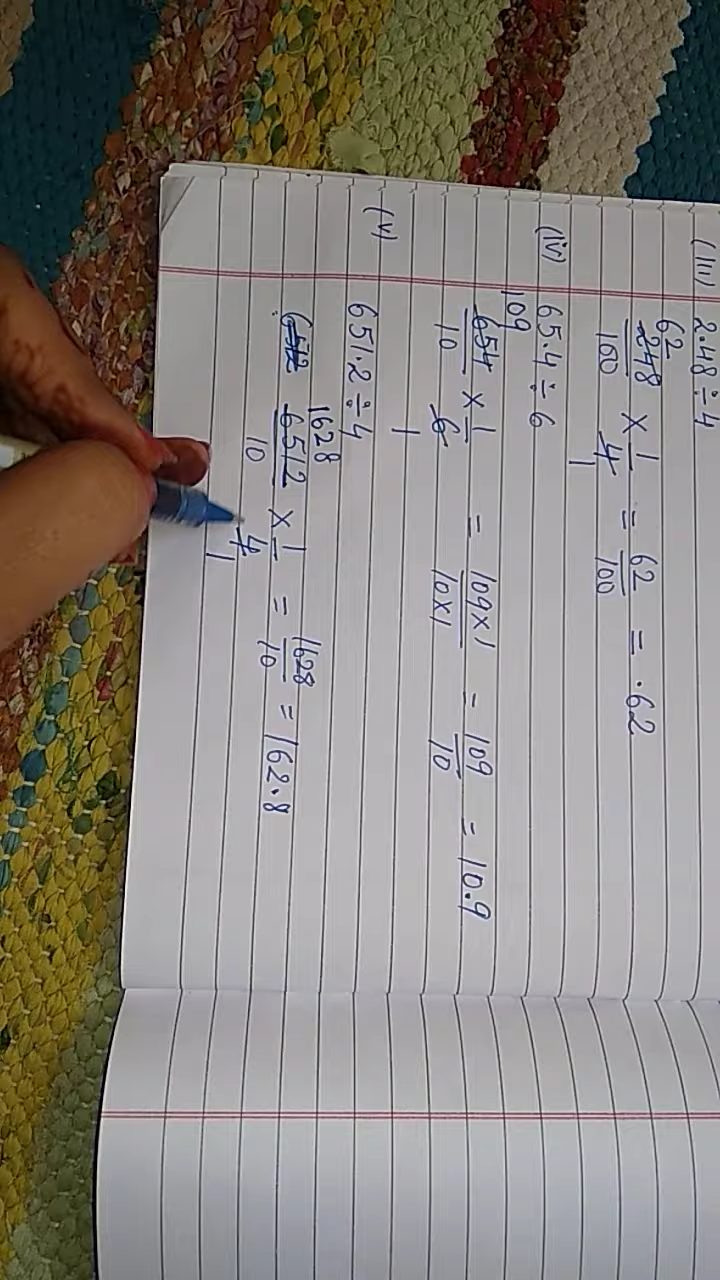 (iii) 2.48 ÷ 4
62
248/100 × 1/4 = 62/100 = .62
1
(iv) 65.4 ÷ 6
109
654/10 × 1/6 = 109×1/10×1 = 109/10 = 10.9
1
(v) 651.2 ÷ 4
1628
6512/10 × 1/4 = 1628/10 = 162.8
1